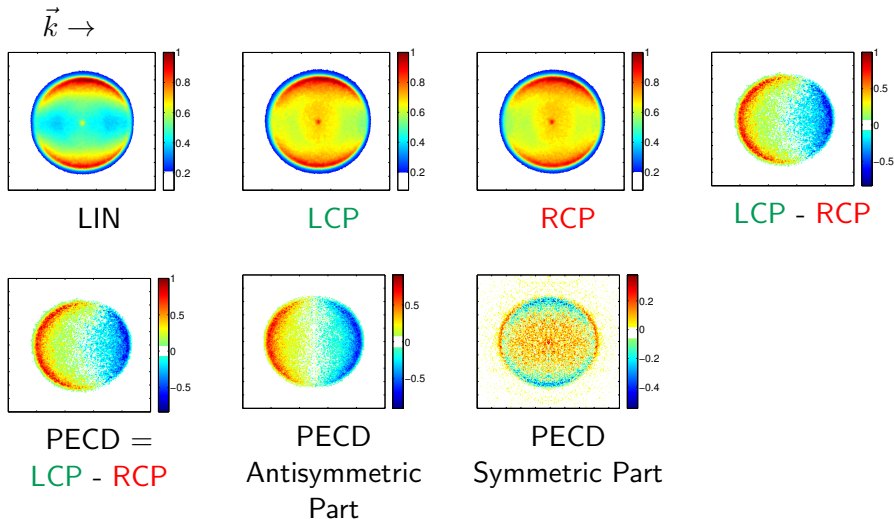 k⃗ →
1
0.8
0.6
0.4
0.2
LIN
1
0.8
0.6
0.4
0.2
LCP
1
0.8
0.6
0.4
0.2
RCP
1
0.5
0
−0.5
LCP - RCP
1
0.5
0
−0.5
PECD =
LCP - RCP
0.5
0
−0.5
PECD
Antisymmetric
Part
0.2
0
−0.2
−0.4
PECD
Symmetric Part